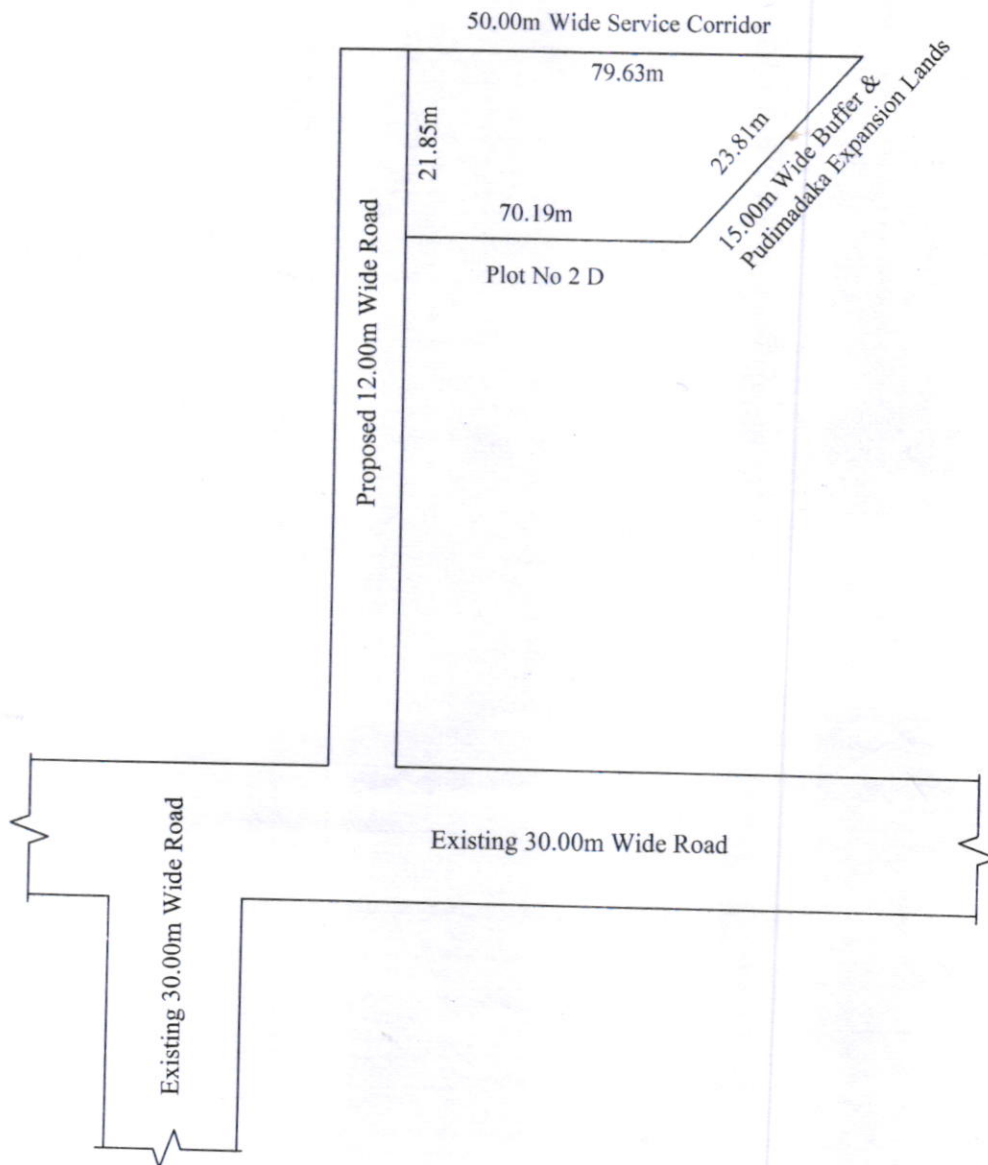 50.00m Wide Service Corridor
79.63m
21.85m
23.81m
15.00m Wide Buffer &
Pudimadaka Expansion Lands
70.19m
Plot No 2 D
Proposed 12.00m Wide Road
Existing 30.00m Wide Road
Existing 30.00m Wide Road